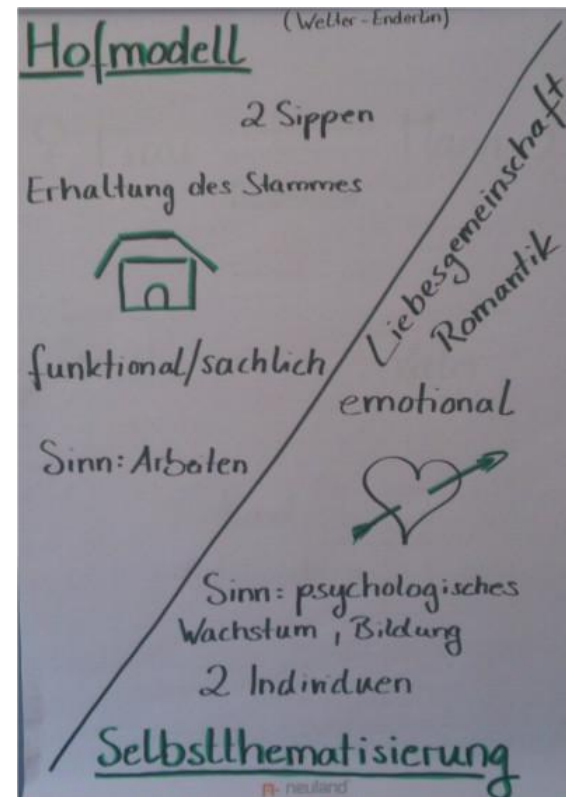 Hofmodell
(Welter-Enderlin)
2 Sippen
Erhaltung des Stammes
funktional/sachlich
Sinn: Arbeiten
Liebesgemeinschaft
Romantik
emotional
Sinn: psychologisches
Wachstum, Bildung
2 Individuen
Selbstthematisierung
neuland